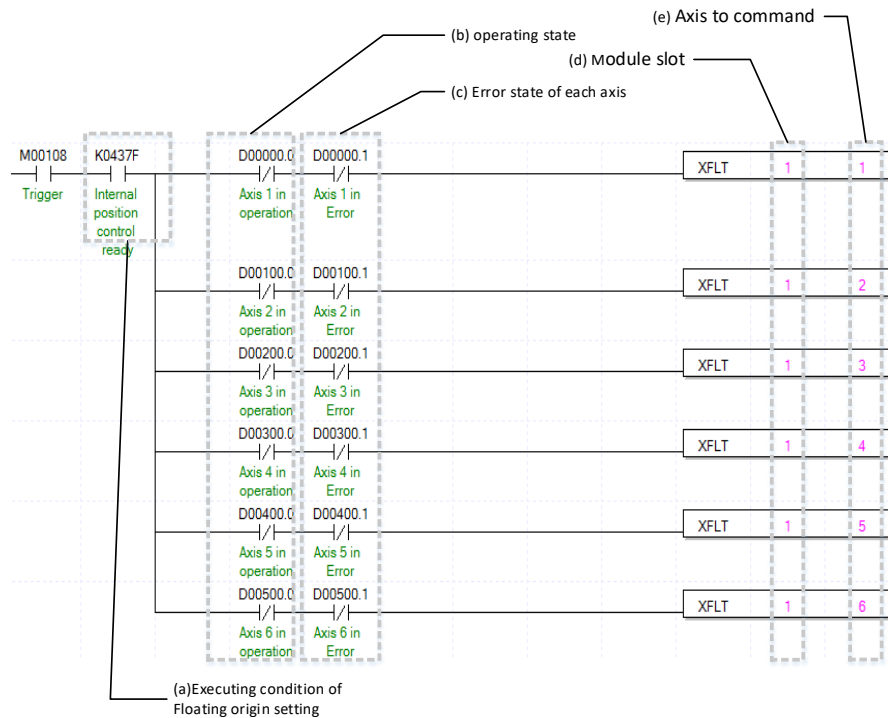 (e) Axis to command
(b) operating state
(d) Module slot
(c) Error state of each axis
M00108 K0437F D00000.0 D00000.1
XFLT 1 1
Trigger Internal position control ready
Axis 1 in operation Axis 1 in Error
D00100.0 D00100.1
XFLT 1 2
Axis 2 in operation Axis 2 in Error
D00200.0 D00200.1
XFLT 1 3
Axis 3 in operation Axis 3 in Error
D00300.0 D00300.1
XFLT 1 4
Axis 4 in operation Axis 4 in Error
D00400.0 D00400.1
XFLT 1 5
Axis 5 in operation Axis 5 in Error
D00500.0 D00500.1
XFLT 1 6
Axis 6 in operation Axis 6 in Error
(a)Executing condition of
Floating origin setting